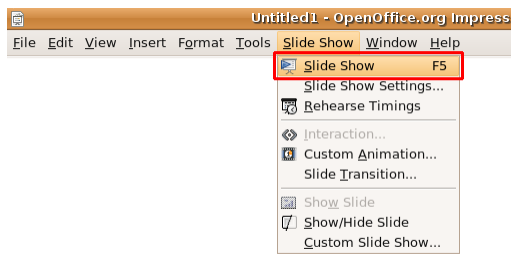 Untitled1 - OpenOffice.org Impress
File Edit View Insert Format Tools Slide Show Window Help
Slide Show F5
Slide Show Settings...
Rehearse Timings
Interaction...
Custom Animation...
Slide Transition...
Show Slide
Show/Hide Slide
Custom Slide Show...